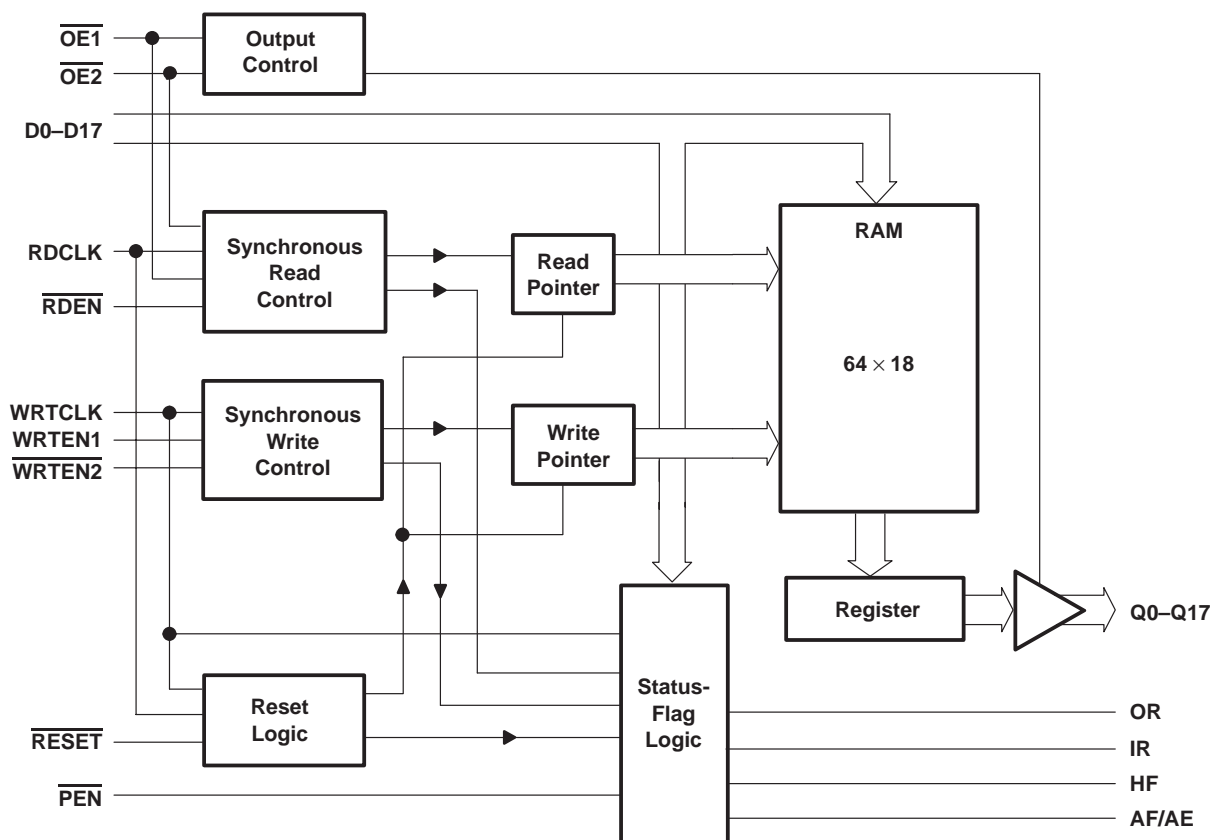 OE1
OE2
Output
Control
D0–D17
RDCLK
RDEN
Synchronous
Read
Control
Read
Pointer
RAM
64 × 18
WRTCLK
WRTEN1
WRTEN2
Synchronous
Write
Control
Write
Pointer
Register
Q0–Q17
Reset
Logic
RESET
PEN
Status-
Flag
Logic
OR
IR
HF
AF/AE